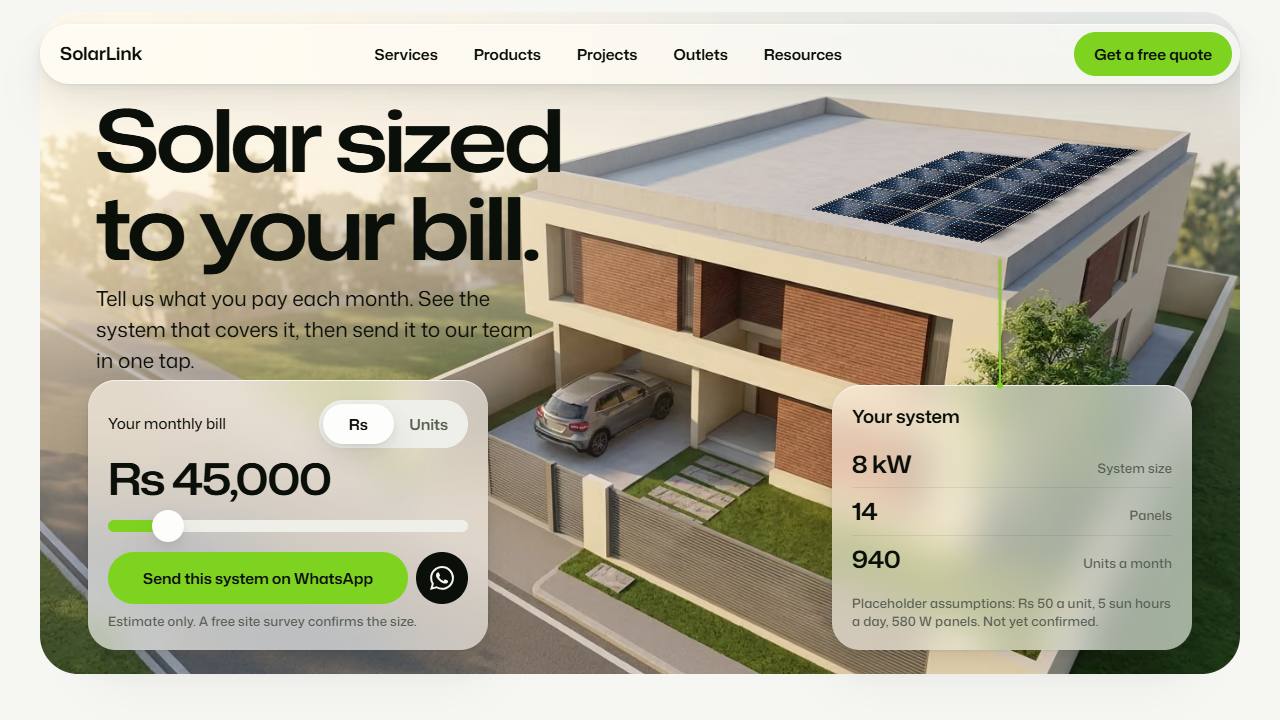 SolarLink
Services
Products
Projects
Outlets
Resources
Get a free quote
Solar sized
to your bill.
Tell us what you pay each month. See the
system that covers it, then send it to our team
in one tap.
Your monthly bill
Rs
Units
Rs 45,000
Send this system on WhatsApp
Estimate only. A free site survey confirms the size.
Your system
8 kW
System size
14
Panels
940
Units a month
Placeholder assumptions: Rs 50 a unit, 5 sun hours
a day, 580 W panels. Not yet confirmed.